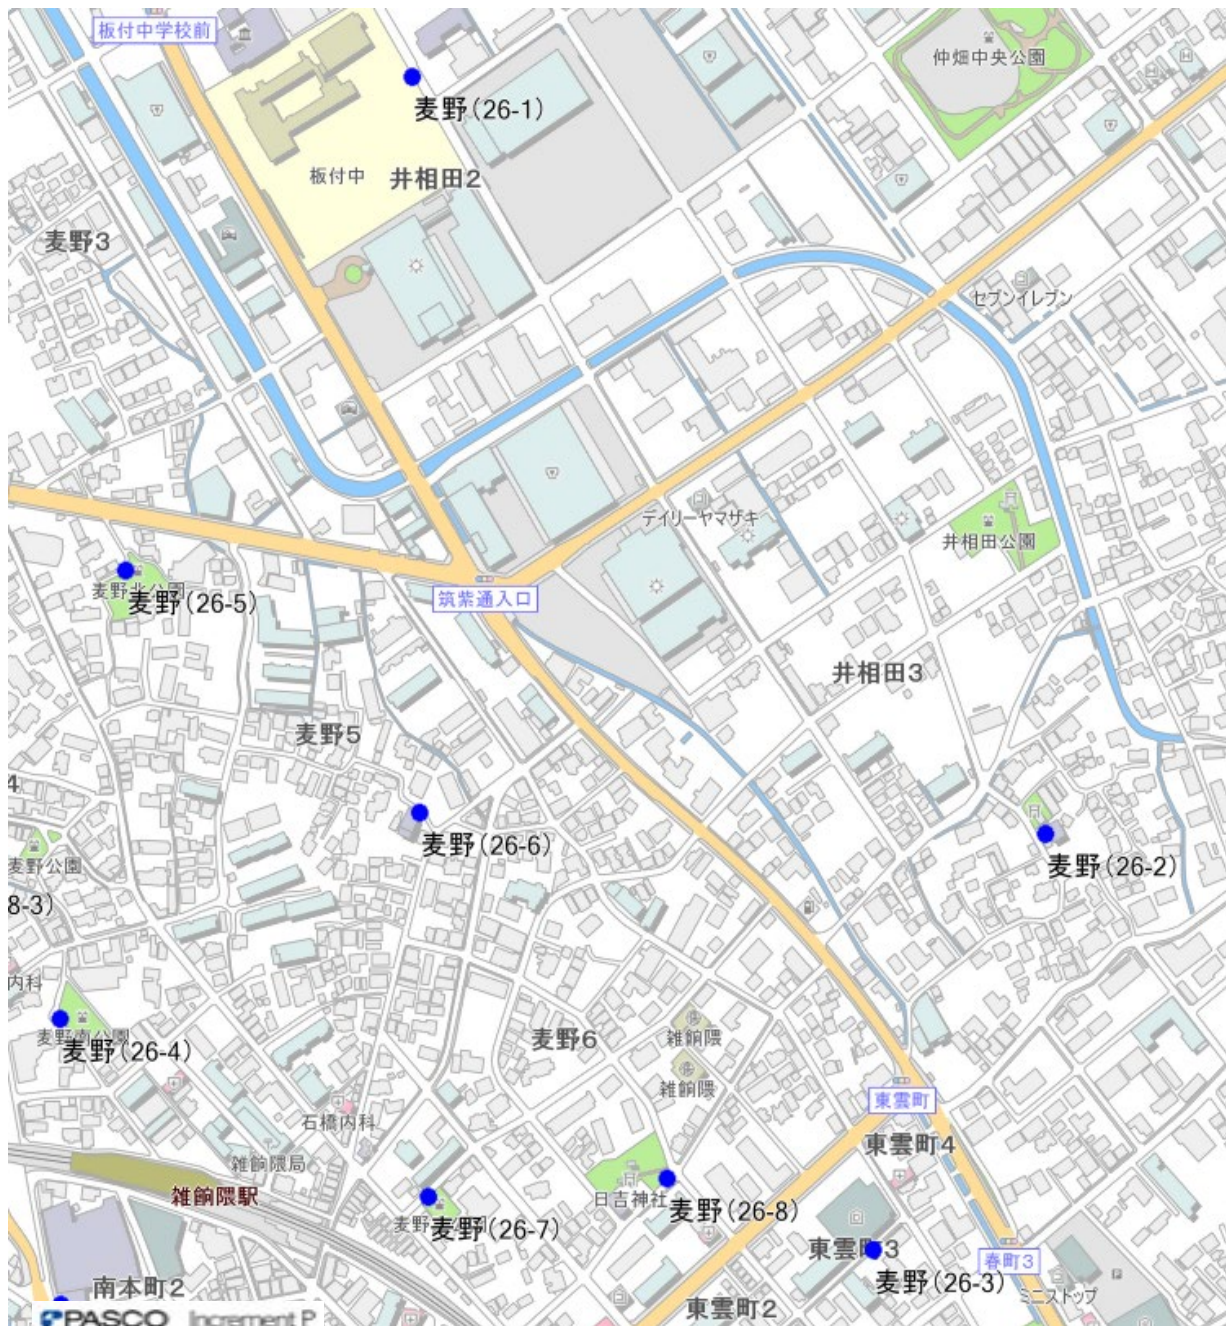 板付中学校前
仲畑中央公園
麦野(26-1)
板付中
井相田2
麦野3
セブンイレブン
デイリーヤマザキ
井相田公園
筑紫通入口
麦野(26-5)
井相田3
麦野5
4
麦野(26-6)
麦野公園
麦野(26-2)
8-3)
内科
麦野南公園
麦野(26-4)
麦野6
雑餉隈
雑餉隈
東雲町
石橋内科
東雲町4
雑餉隈局
雑餉隈駅
日吉神社
麦野(26-8)
麦野(26-7)
東雲町3
春町3
麦野(26-3)
南本町2
ミニストップ
東雲町2
PASCO Increment P